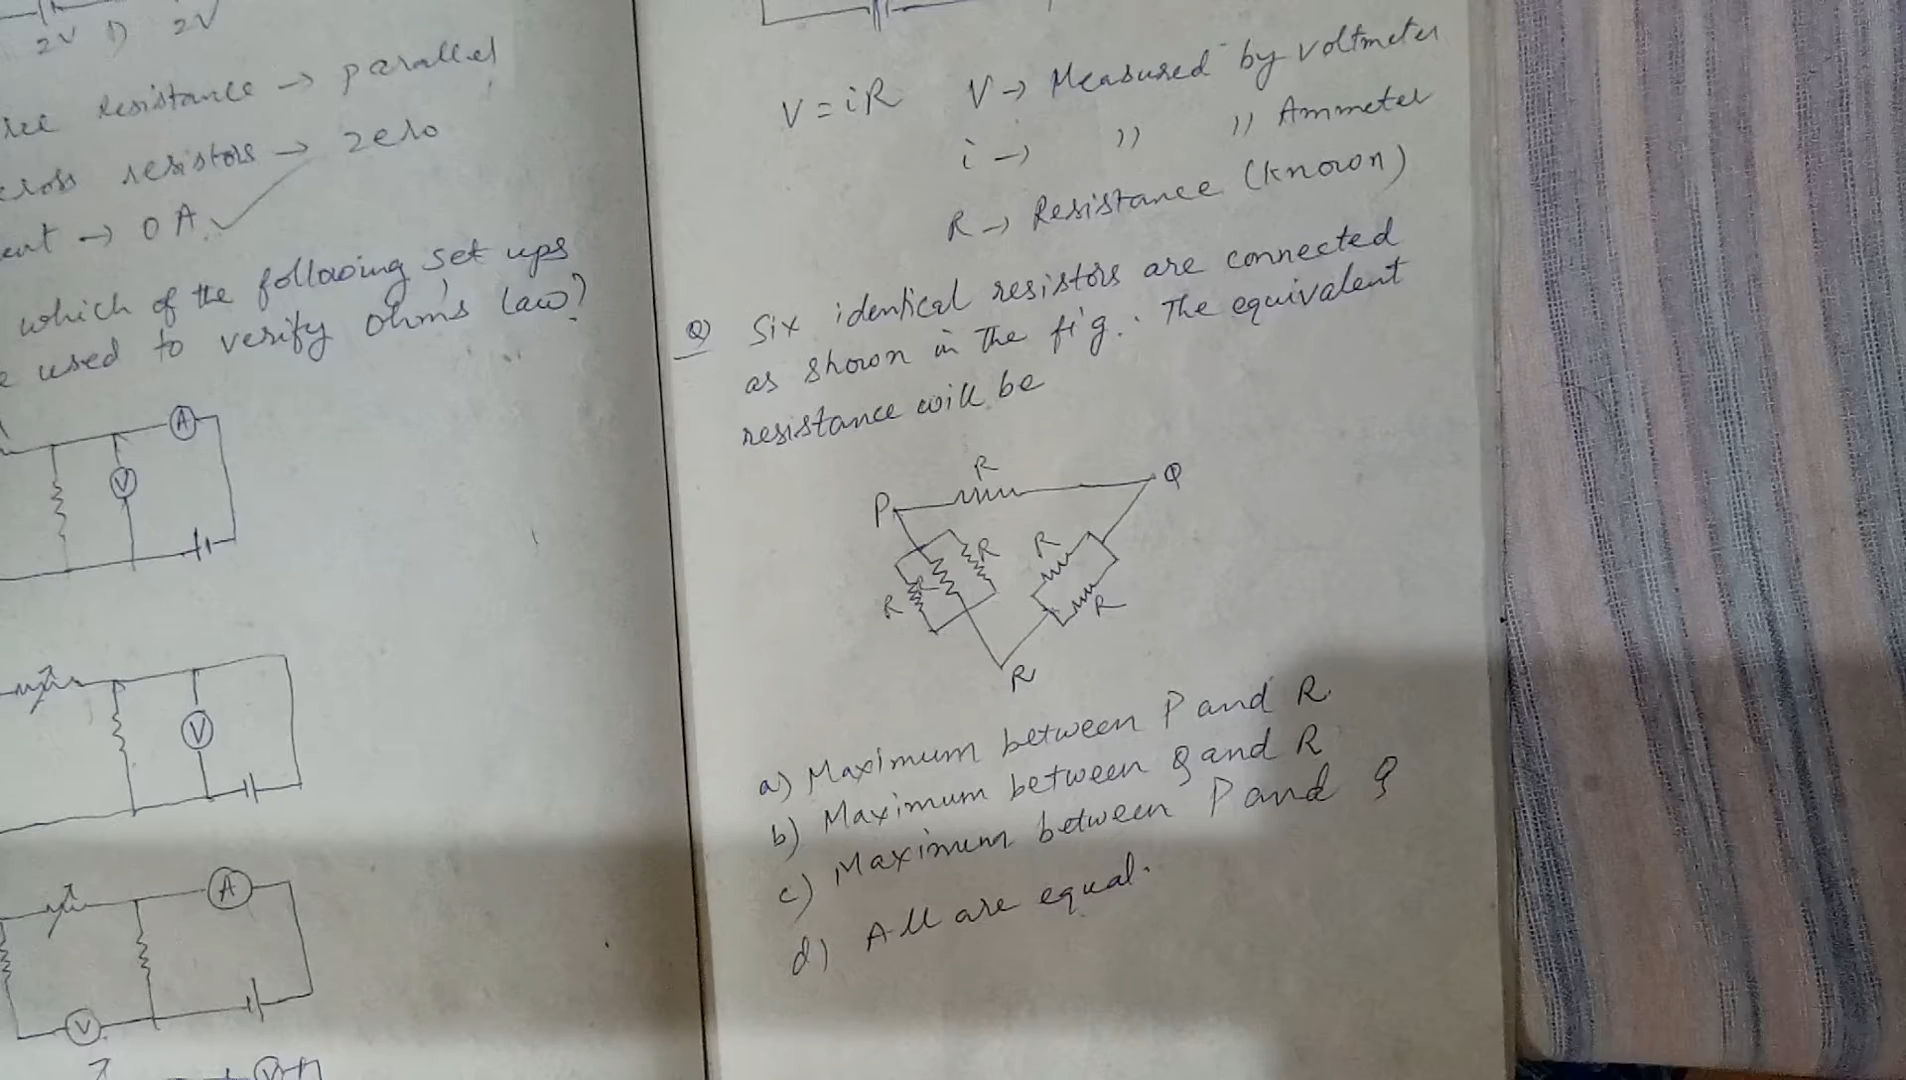 2V 1) 2V
resistance → parallel
resistors → zero
→ 0 A ✓
which of the following set ups
used to verify Ohm's law?
A
V
V
A
V
V = iR V → Measured by voltmeter
i → " " Ammeter
R → Resistance (known)
Q) Six identical resistors are connected
as shown in the fig. The equivalent
resistance will be
R
P Q
R R
R R
R
R
a) Maximum between P and R
b) Maximum between Q and R
c) Maximum between P and Q
d) All are equal.